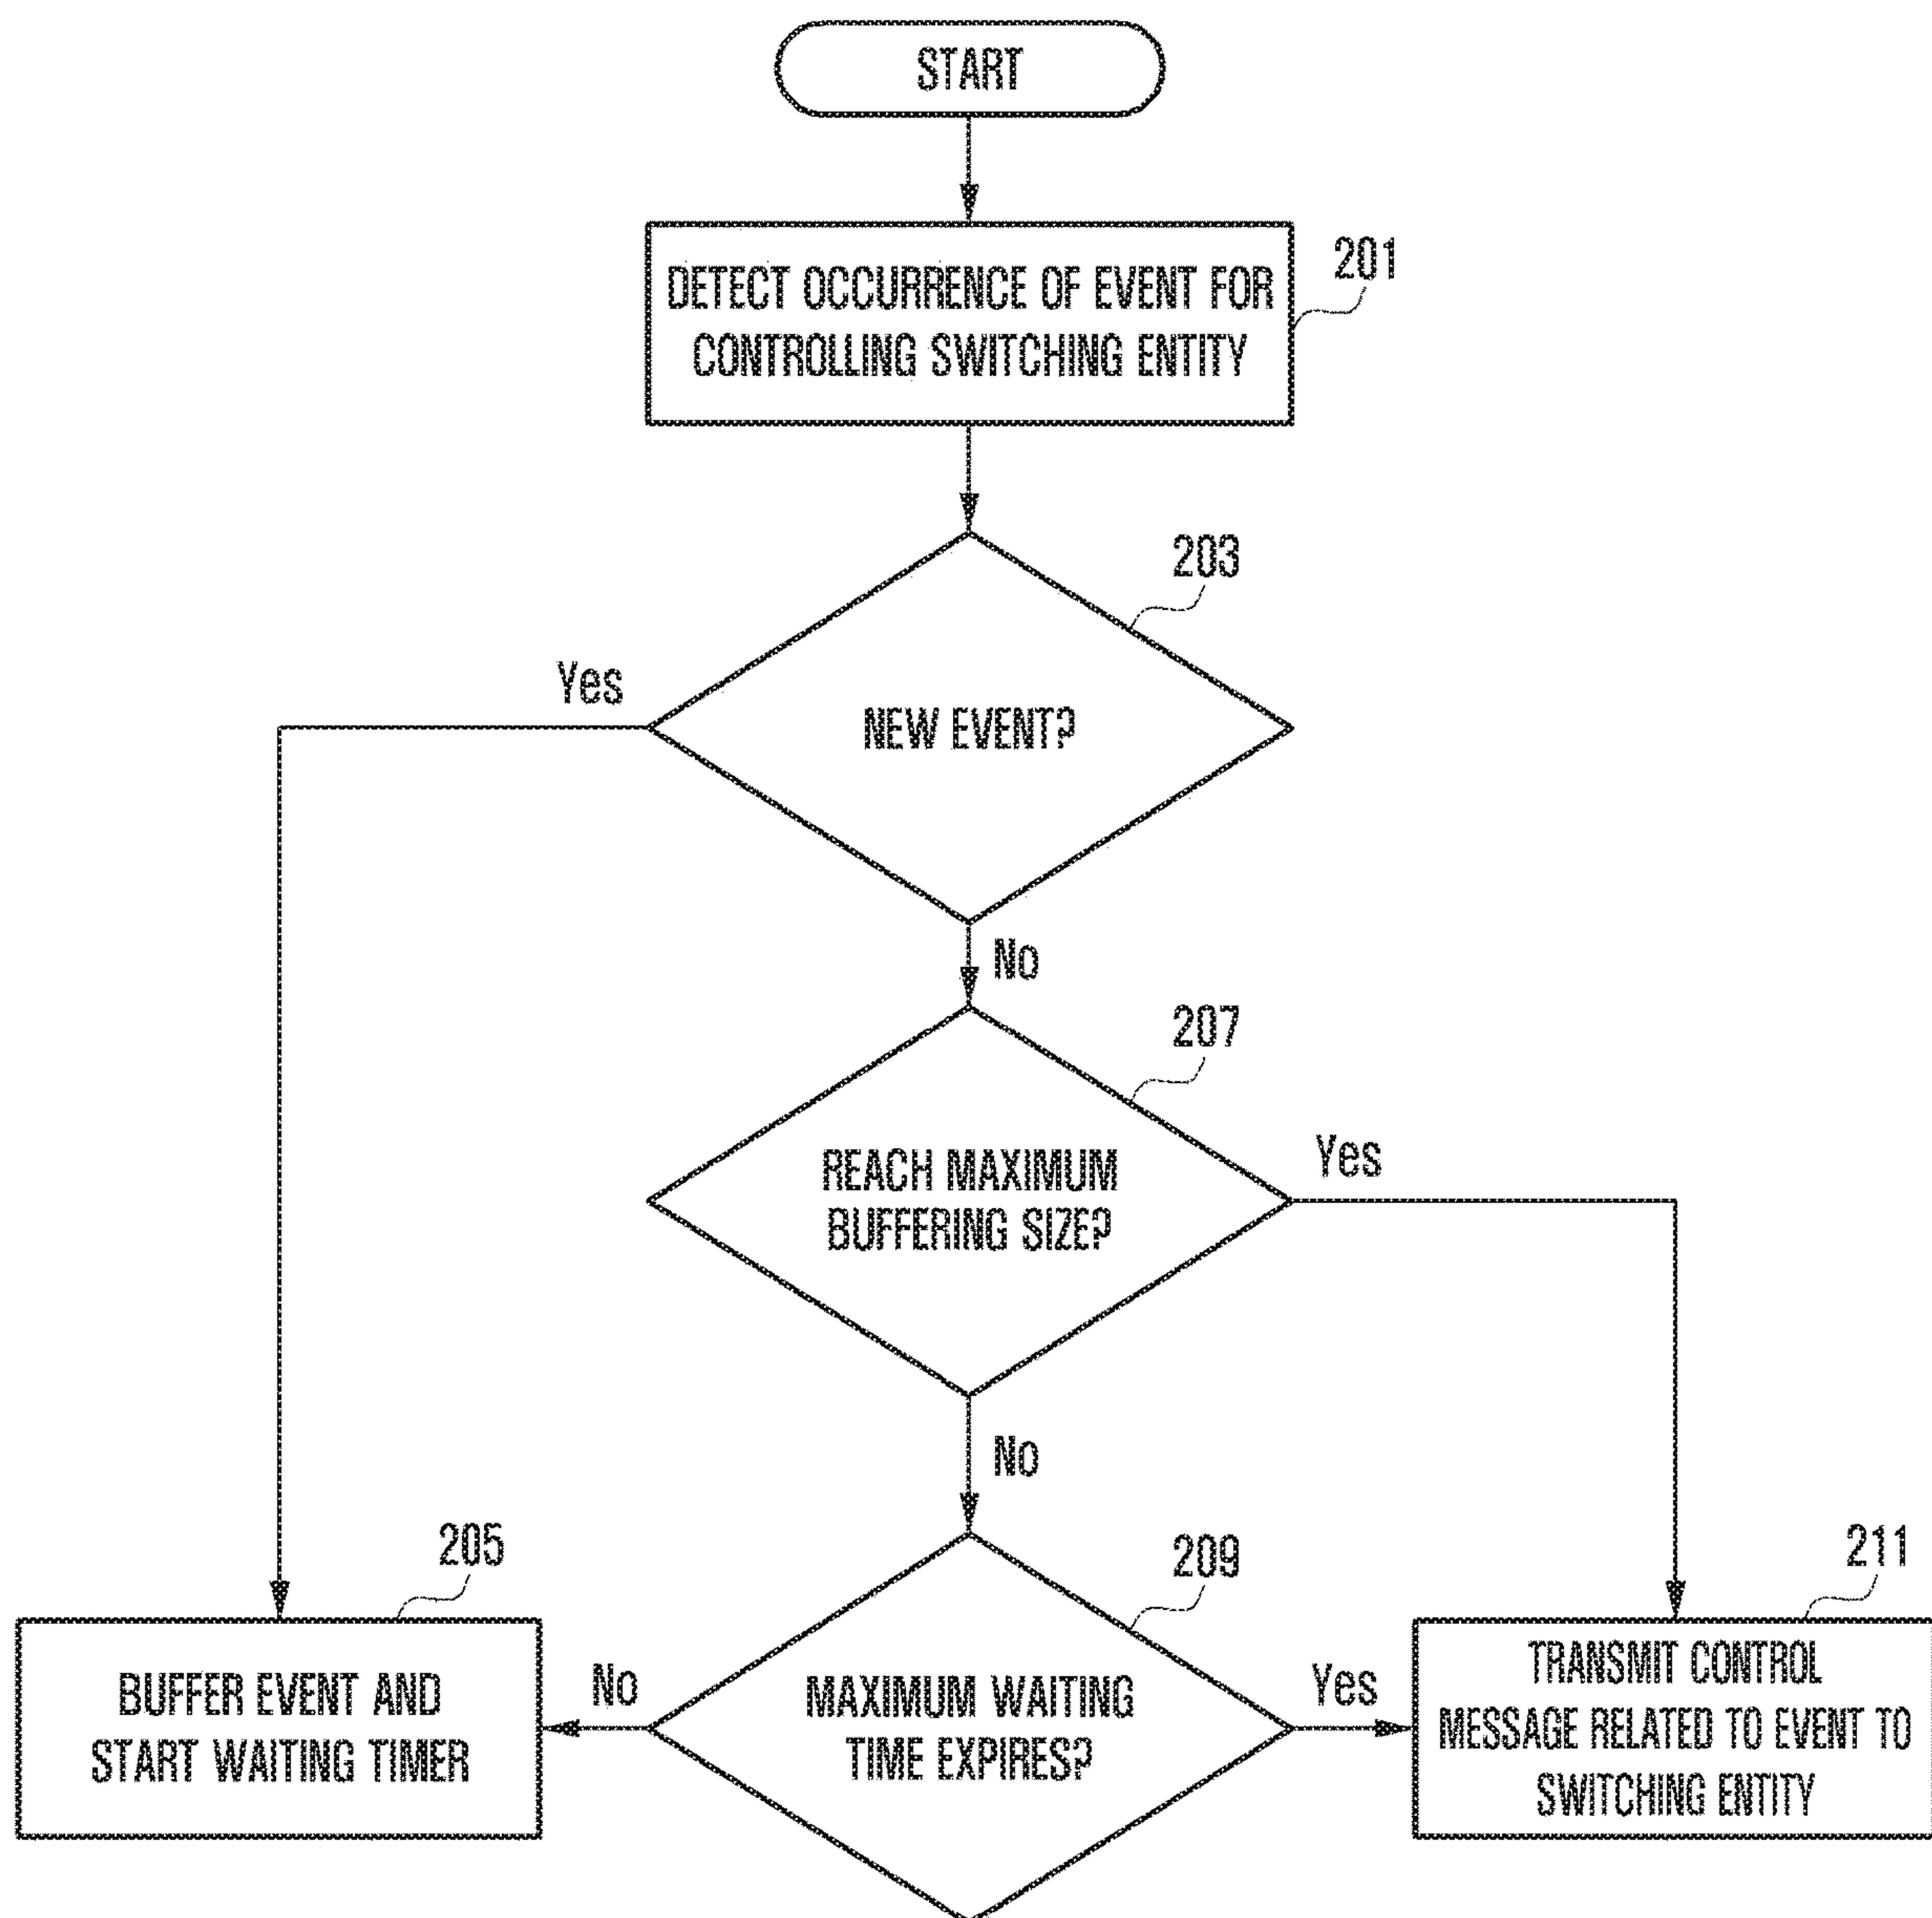 START
DETECT OCCURRENCE OF EVENT FOR
CONTROLLING SWITCHING ENTITY
201
203
Yes
NEW EVENT?
No
207
Yes
REACH MAXIMUM
BUFFERING SIZE?
No
205
209
211
BUFFER EVENT AND
START WAITING TIMER
No
MAXIMUM WAITING
TIME EXPIRES?
Yes
TRANSMIT CONTROL
MESSAGE RELATED TO EVENT TO
SWITCHING ENTITY